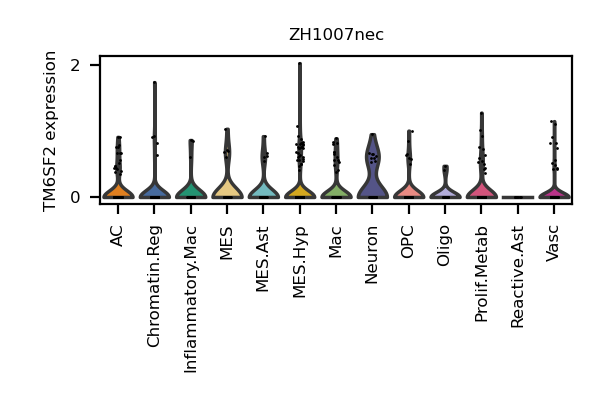 ZH1007nec
TM6SF2 expression
2
0
AC
Chromatin.Reg
Inflammatory.Mac
MES
MES.Ast
MES.Hyp
Mac
Neuron
OPC
Oligo
Prolif.Metab
Reactive.Ast
Vasc